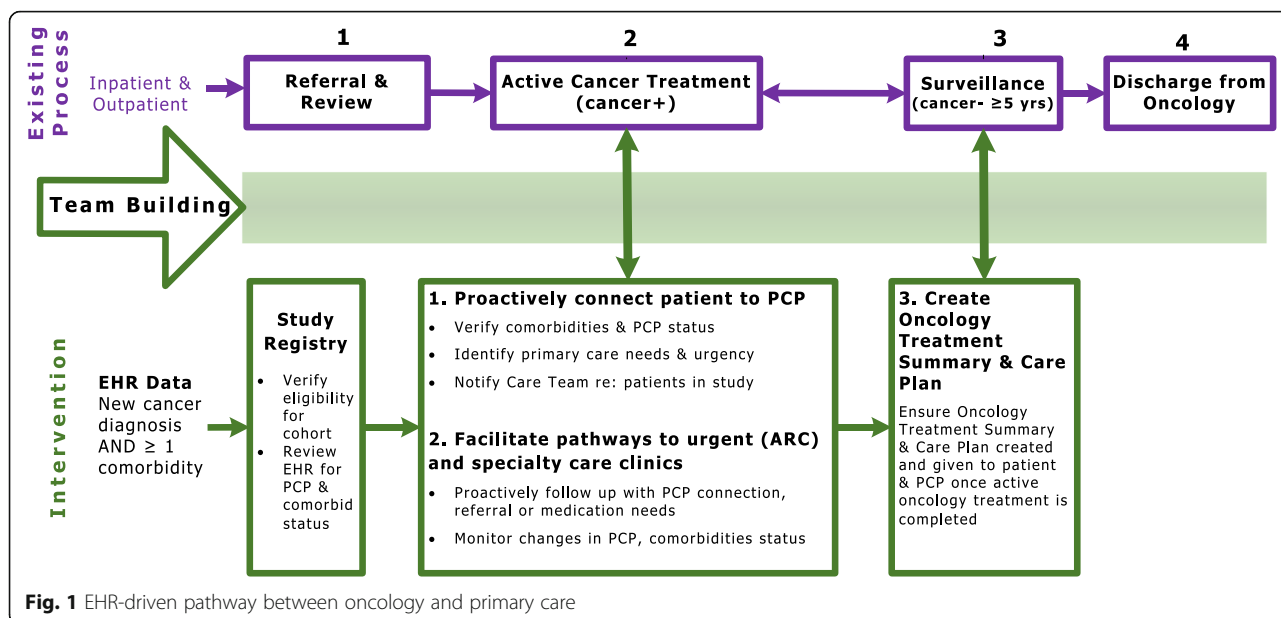 Existing
Process
Inpatient &
Outpatient
1
Referral &
Review
2
Active Cancer Treatment
(cancer+)
3
Surveillance
(cancer- ≥5 yrs)
4
Discharge from
Oncology
Team Building
Intervention
EHR Data
New cancer
diagnosis
AND ≥ 1
comorbidity
Study
Registry
• Verify
eligibility
for
cohort
• Review
EHR for
PCP &
comorbid
status
1. Proactively connect patient to PCP
• Verify comorbidities & PCP status
• Identify primary care needs & urgency
• Notify Care Team re: patients in study
2. Facilitate pathways to urgent (ARC)
and specialty care clinics
• Proactively follow up with PCP connection,
referral or medication needs
• Monitor changes in PCP, comorbidities status
3. Create
Oncology
Treatment
Summary & Care
Plan
Ensure Oncology
Treatment Summary
& Care Plan created
and given to patient
& PCP once active
oncology treatment is
completed
Fig. 1 EHR-driven pathway between oncology and primary care